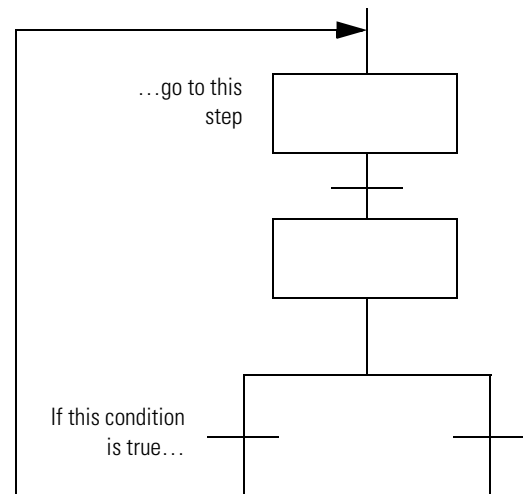 …go to this
step
If this condition
is true…